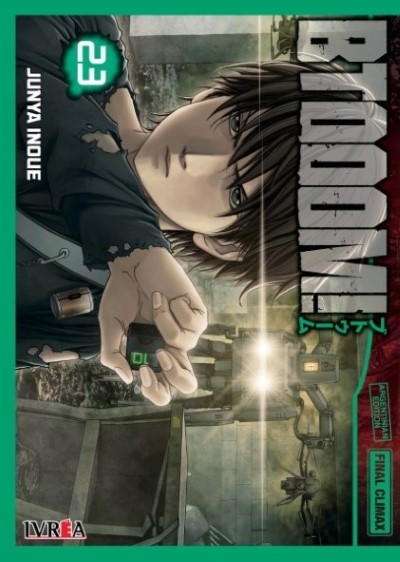 BTOOOM!
ブトゥーム
23
JUNYA INOUE
ARGENTINIAN
EDITION
FINAL CLIMAX
IVREA